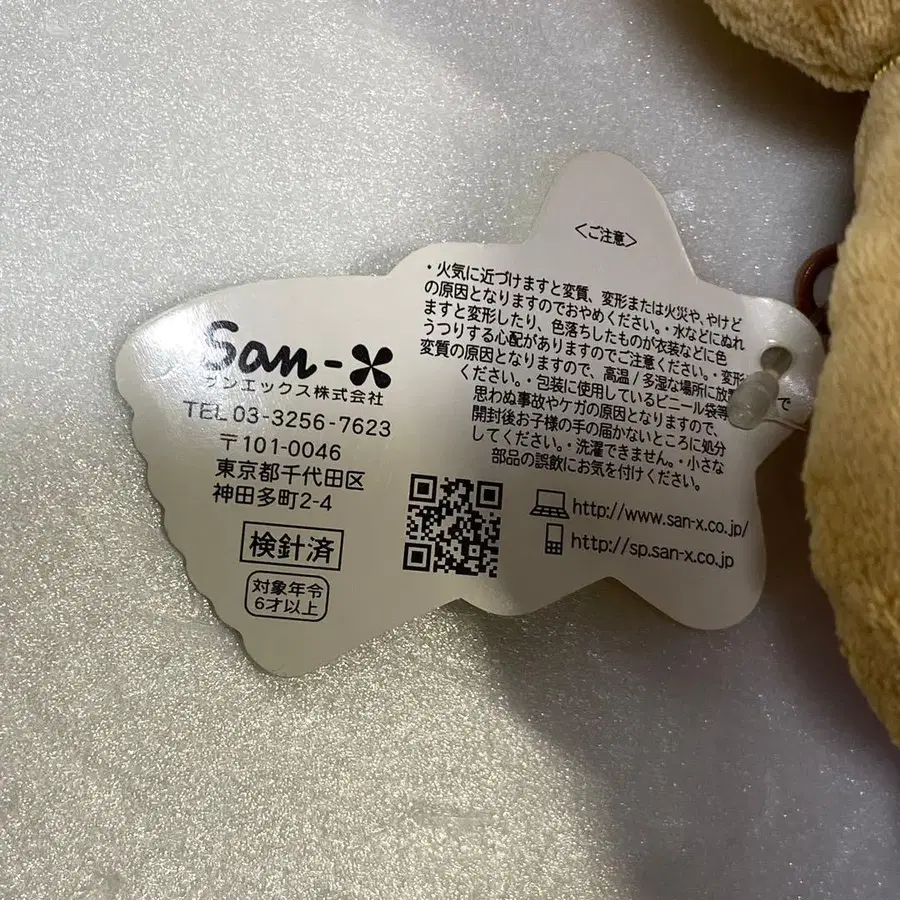 San-X
サンエックス株式会社
TEL 03-3256-7623
〒101-0046
東京都千代田区
神田多町2-4
検針済
対象年令
6才以上
<ご注意>
・火気に近づけますと変質、変形または火災や、やけど
の原因となりますのでおやめください。・水などにぬれ
ますと変形したり、色落ちしたものが衣装などに色
うつりする心配がありますのでご注意ください。・変形
変質の原因となりますので、高温/多湿な場所に放
ください。・包装に使用しているビニール袋等
で
思わぬ事故やケガの原因となりますので、
開封後お子様の手の届かないところに処分
してください。・洗濯できません。・小さな
部品の誤飲にお気を付けください。
http://www.san-x.co.jp/
http://sp.san-x.co.jp